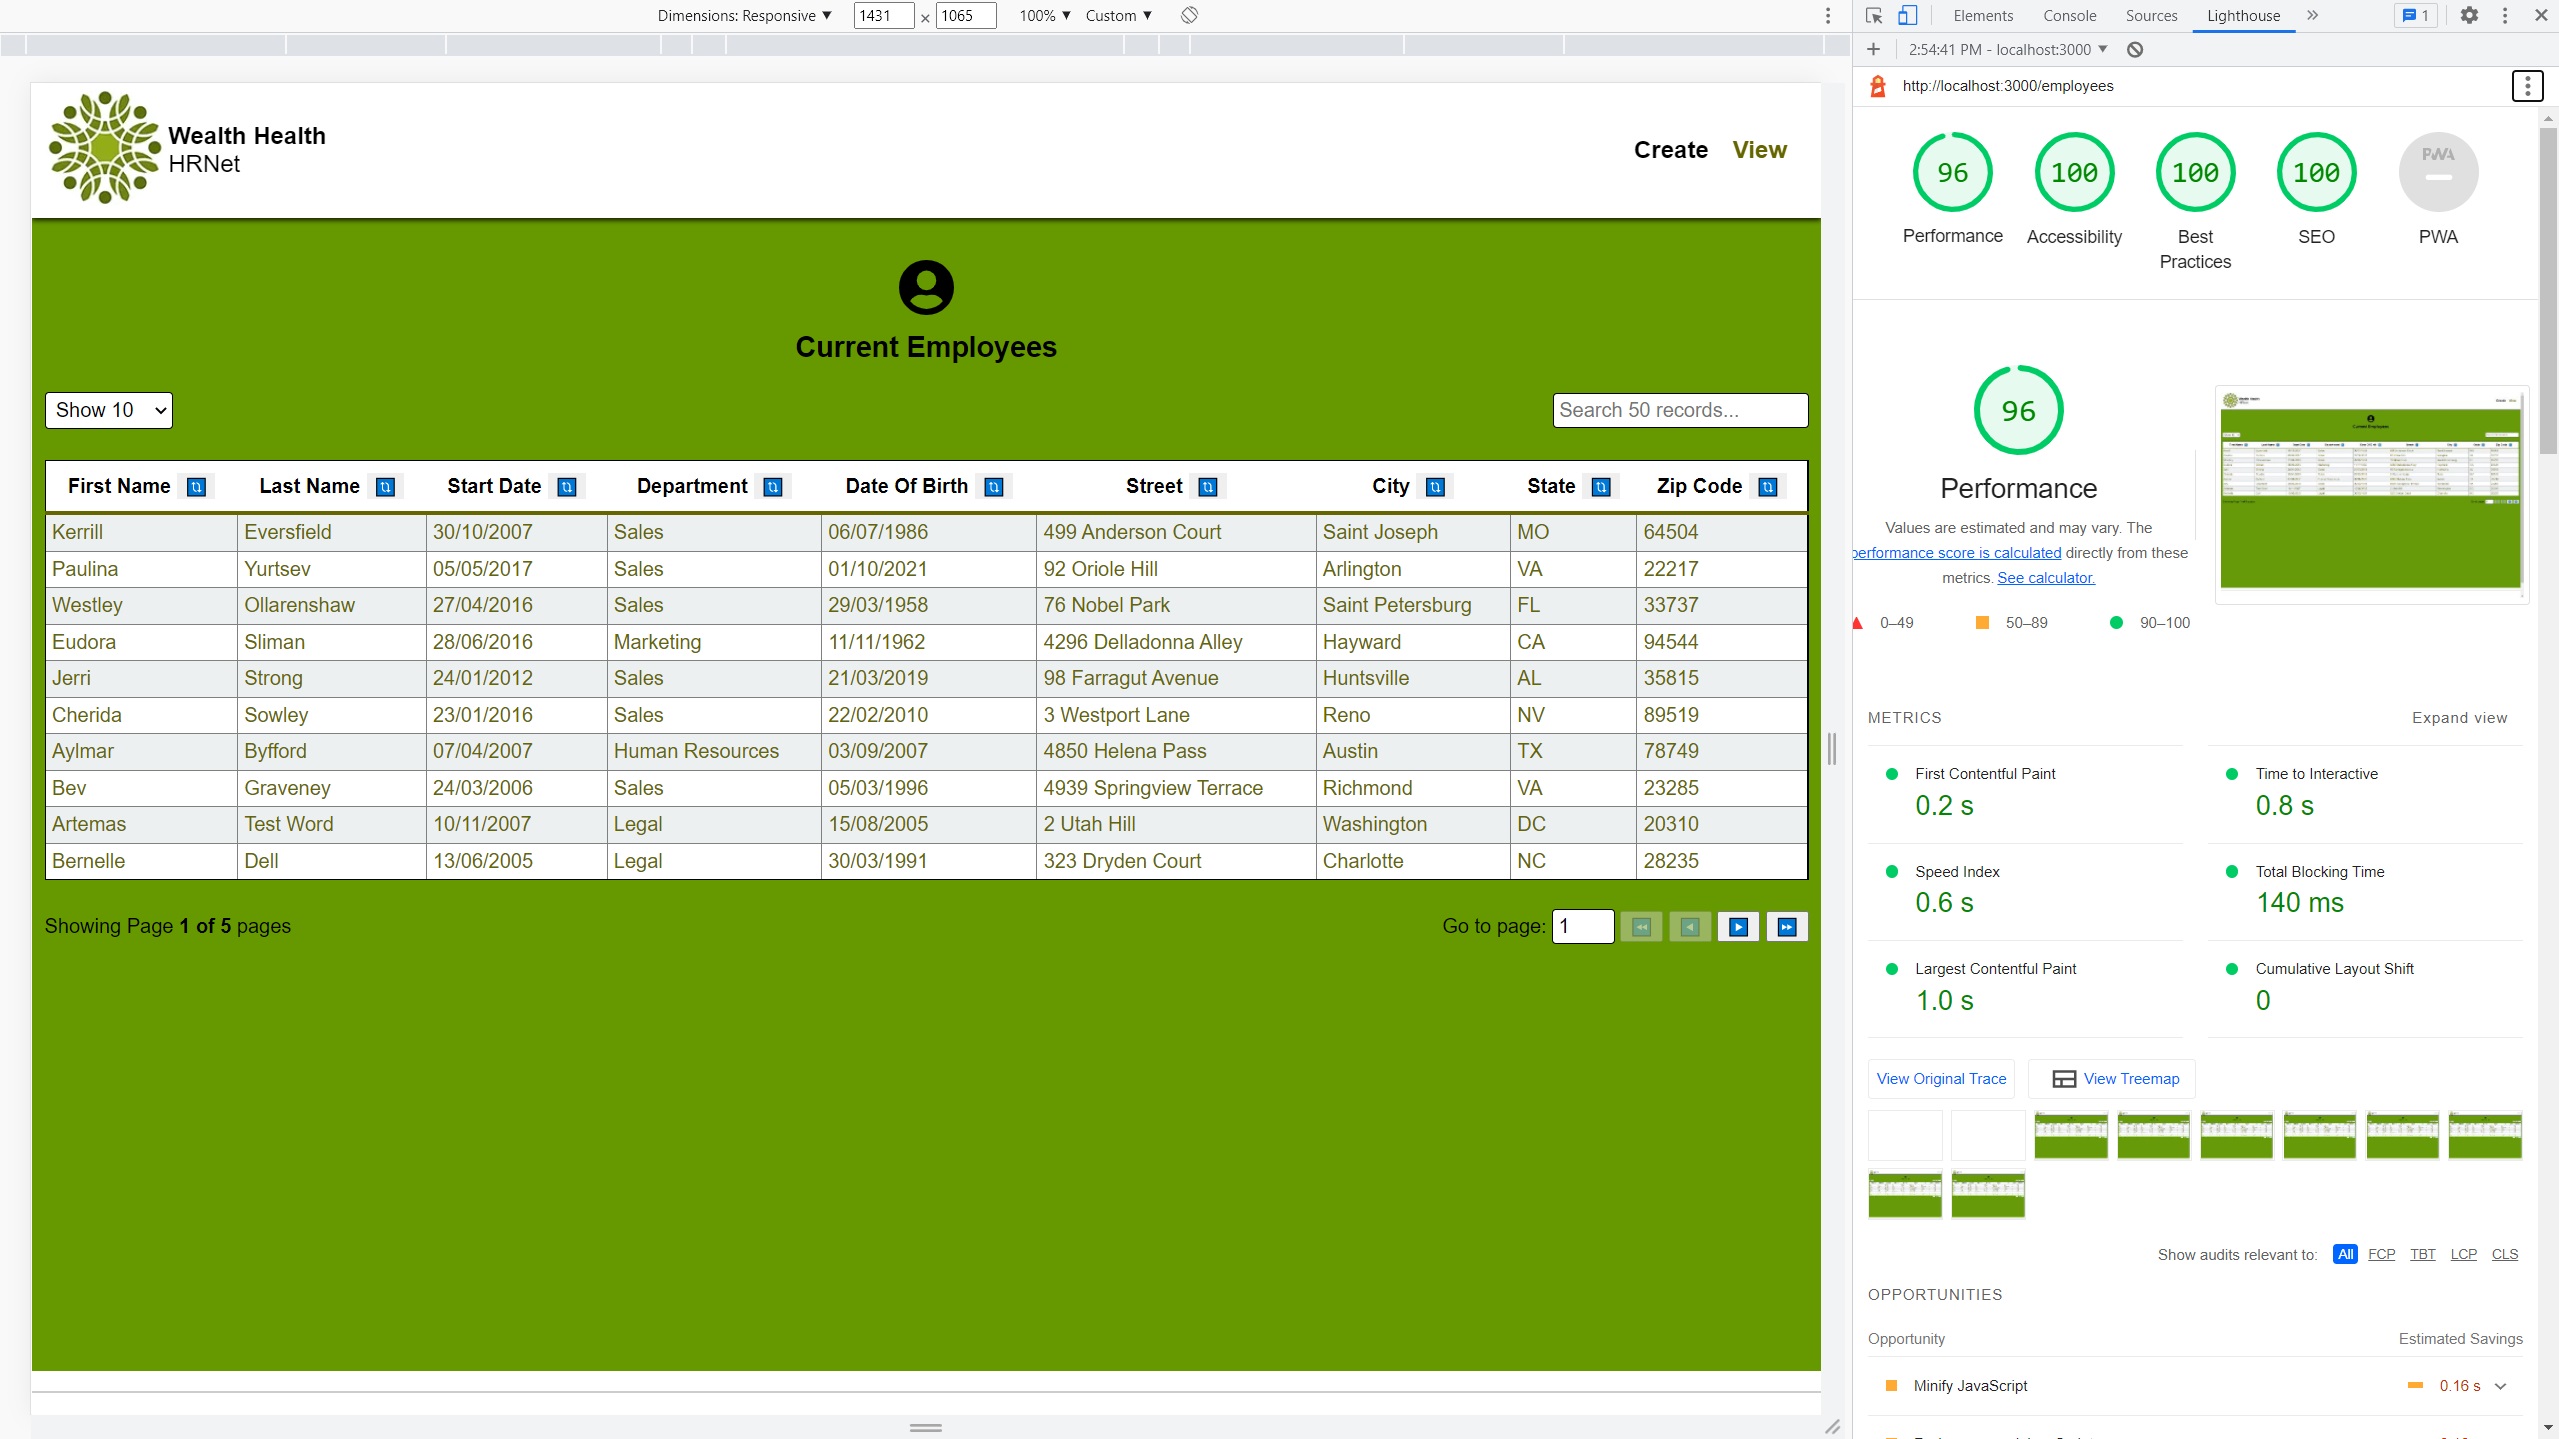 Dimensions: Responsive ▼ 1431 x 1065 100% ▼ Custom ▼
Elements Console Sources Lighthouse » 1
+ 2:54:41 PM - localhost:3000 ▼
http://localhost:3000/employees
Wealth Health
HRNet
Create View
Current Employees
Show 10
Search 50 records...
First Name Last Name Start Date Department Date Of Birth Street City State Zip Code
Kerrill Eversfield 30/10/2007 Sales 06/07/1986 499 Anderson Court Saint Joseph MO 64504
Paulina Yurtsev 05/05/2017 Sales 01/10/2021 92 Oriole Hill Arlington VA 22217
Westley Ollarenshaw 27/04/2016 Sales 29/03/1958 76 Nobel Park Saint Petersburg FL 33737
Eudora Sliman 28/06/2016 Marketing 11/11/1962 4296 Delladonna Alley Hayward CA 94544
Jerri Strong 24/01/2012 Sales 21/03/2019 98 Farragut Avenue Huntsville AL 35815
Cherida Sowley 23/01/2016 Sales 22/02/2010 3 Westport Lane Reno NV 89519
Aylmar Byfford 07/04/2007 Human Resources 03/09/2007 4850 Helena Pass Austin TX 78749
Bev Graveney 24/03/2006 Sales 05/03/1996 4939 Springview Terrace Richmond VA 23285
Artemas Test Word 10/11/2007 Legal 15/08/2005 2 Utah Hill Washington DC 20310
Bernelle Dell 13/06/2005 Legal 30/03/1991 323 Dryden Court Charlotte NC 28235
Showing Page 1 of 5 pages
Go to page: 1
96 100 100 100 PWA
Performance Accessibility Best Practices SEO PWA
96
Performance
Values are estimated and may vary. The
performance score is calculated directly from these
metrics. See calculator.
0–49 50–89 90–100
METRICS Expand view
First Contentful Paint
0.2 s
Time to Interactive
0.8 s
Speed Index
0.6 s
Total Blocking Time
140 ms
Largest Contentful Paint
1.0 s
Cumulative Layout Shift
0
View Original Trace View Treemap
Show audits relevant to: All FCP TBT LCP CLS
OPPORTUNITIES
Opportunity Estimated Savings
Minify JavaScript 0.16 s